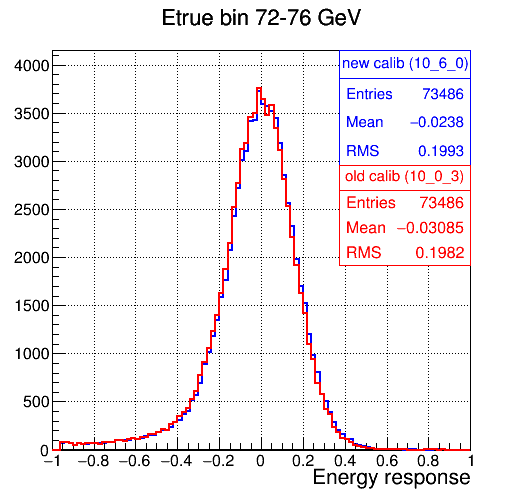 Etrue bin 72-76 GeV
new calib (10_6_0)
Entries 73486
Mean −0.0238
RMS 0.1993
old calib (10_0_3)
Entries 73486
Mean −0.03085
RMS 0.1982
4000
3500
3000
2500
2000
1500
1000
500
0
−1 −0.8 −0.6 −0.4 −0.2 0 0.2 0.4 0.6 0.8 1
Energy response